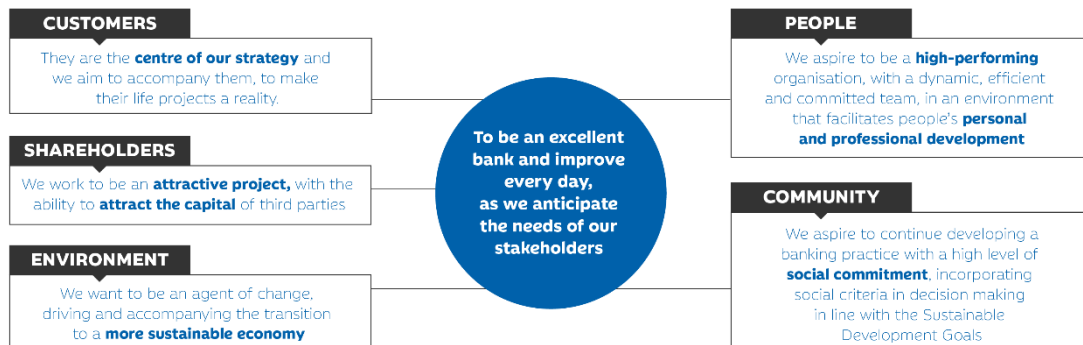 CUSTOMERS
They are the centre of our strategy and
we aim to accompany them, to make
their life projects a reality.
SHAREHOLDERS
We work to be an attractive project, with the
ability to attract the capital of third parties
ENVIRONMENT
We want to be an agent of change,
driving and accompanying the transition
to a more sustainable economy
To be an excellent
bank and improve
every day,
as we anticipate
the needs of our
stakeholders
PEOPLE
We aspire to be a high-performing
organisation, with a dynamic, efficient
and committed team, in an environment
that facilitates people's personal
and professional development
COMMUNITY
We aspire to continue developing a
banking practice with a high level of
social commitment, incorporating
social criteria in decision making
in line with the Sustainable
Development Goals